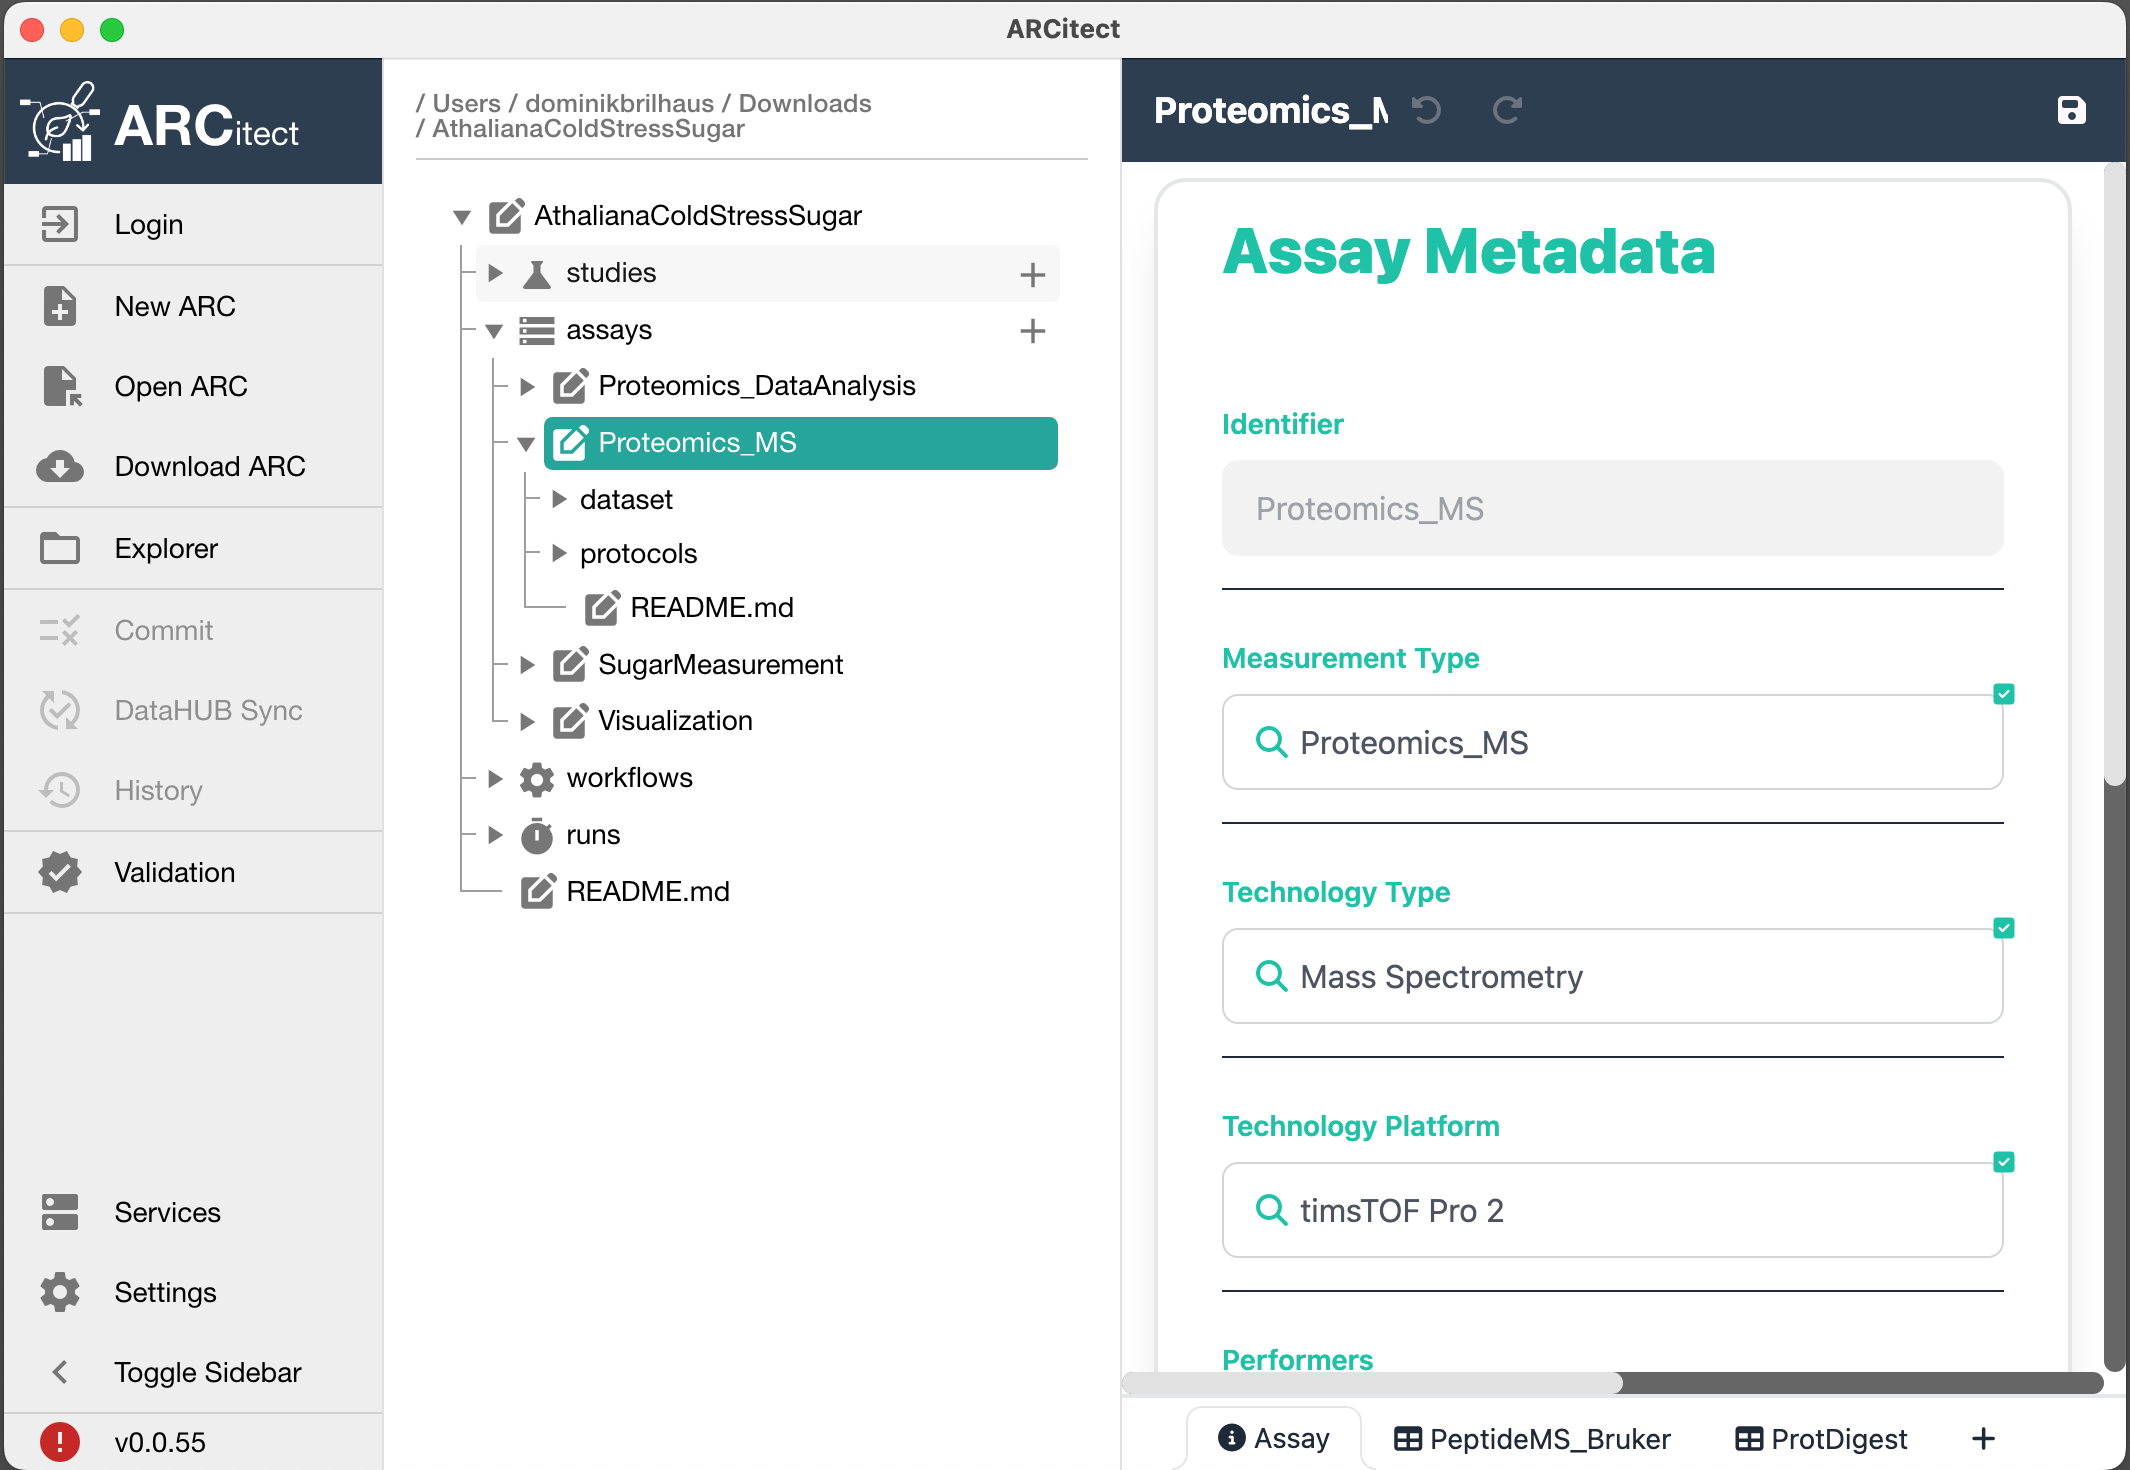 ARCitect
ARCitect
Login
New ARC
Open ARC
Download ARC
Explorer
Commit
DataHUB Sync
History
Validation
Services
Settings
Toggle Sidebar
v0.0.55
/ Users / dominikbrilhaus / Downloads
/ AthalianaColdStressSugar
AthalianaColdStressSugar
studies
assays
Proteomics_DataAnalysis
Proteomics_MS
dataset
protocols
README.md
SugarMeasurement
Visualization
workflows
runs
README.md
Proteomics_M
Assay Metadata
Identifier
Proteomics_MS
Measurement Type
Proteomics_MS
Technology Type
Mass Spectrometry
Technology Platform
timsTOF Pro 2
Performers
Assay
PeptideMS_Bruker
ProtDigest